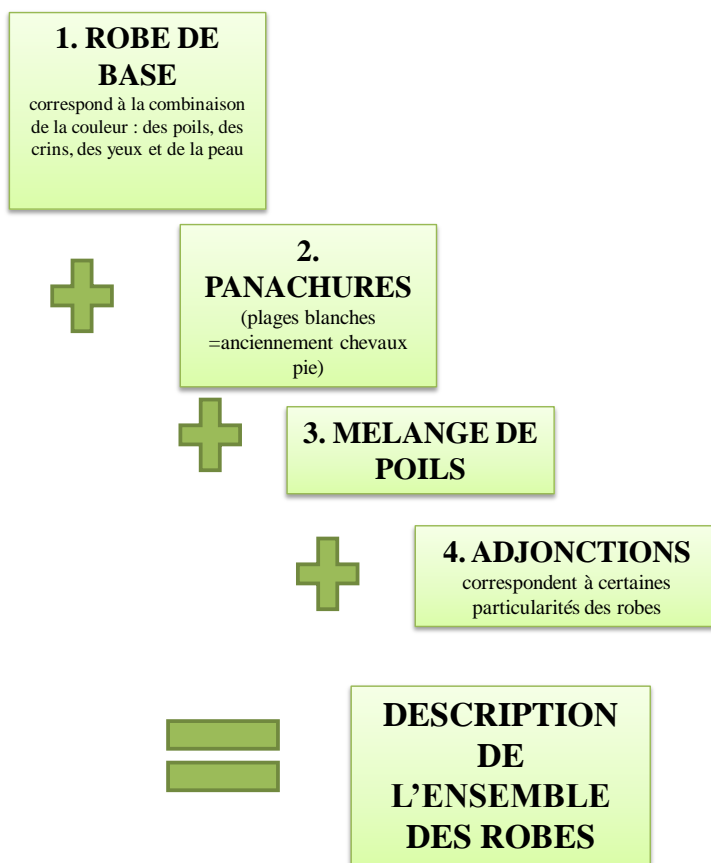 1. ROBE DE
BASE
correspond à la combinaison
de la couleur : des poils, des
crins, des yeux et de la peau
2.
PANACHURES
(plages blanches
=anciennement chevaux
pie)
3. MELANGE DE
POILS
4. ADJONCTIONS
correspondent à certaines
particularités des robes
DESCRIPTION
DE
L’ENSEMBLE
DES ROBES